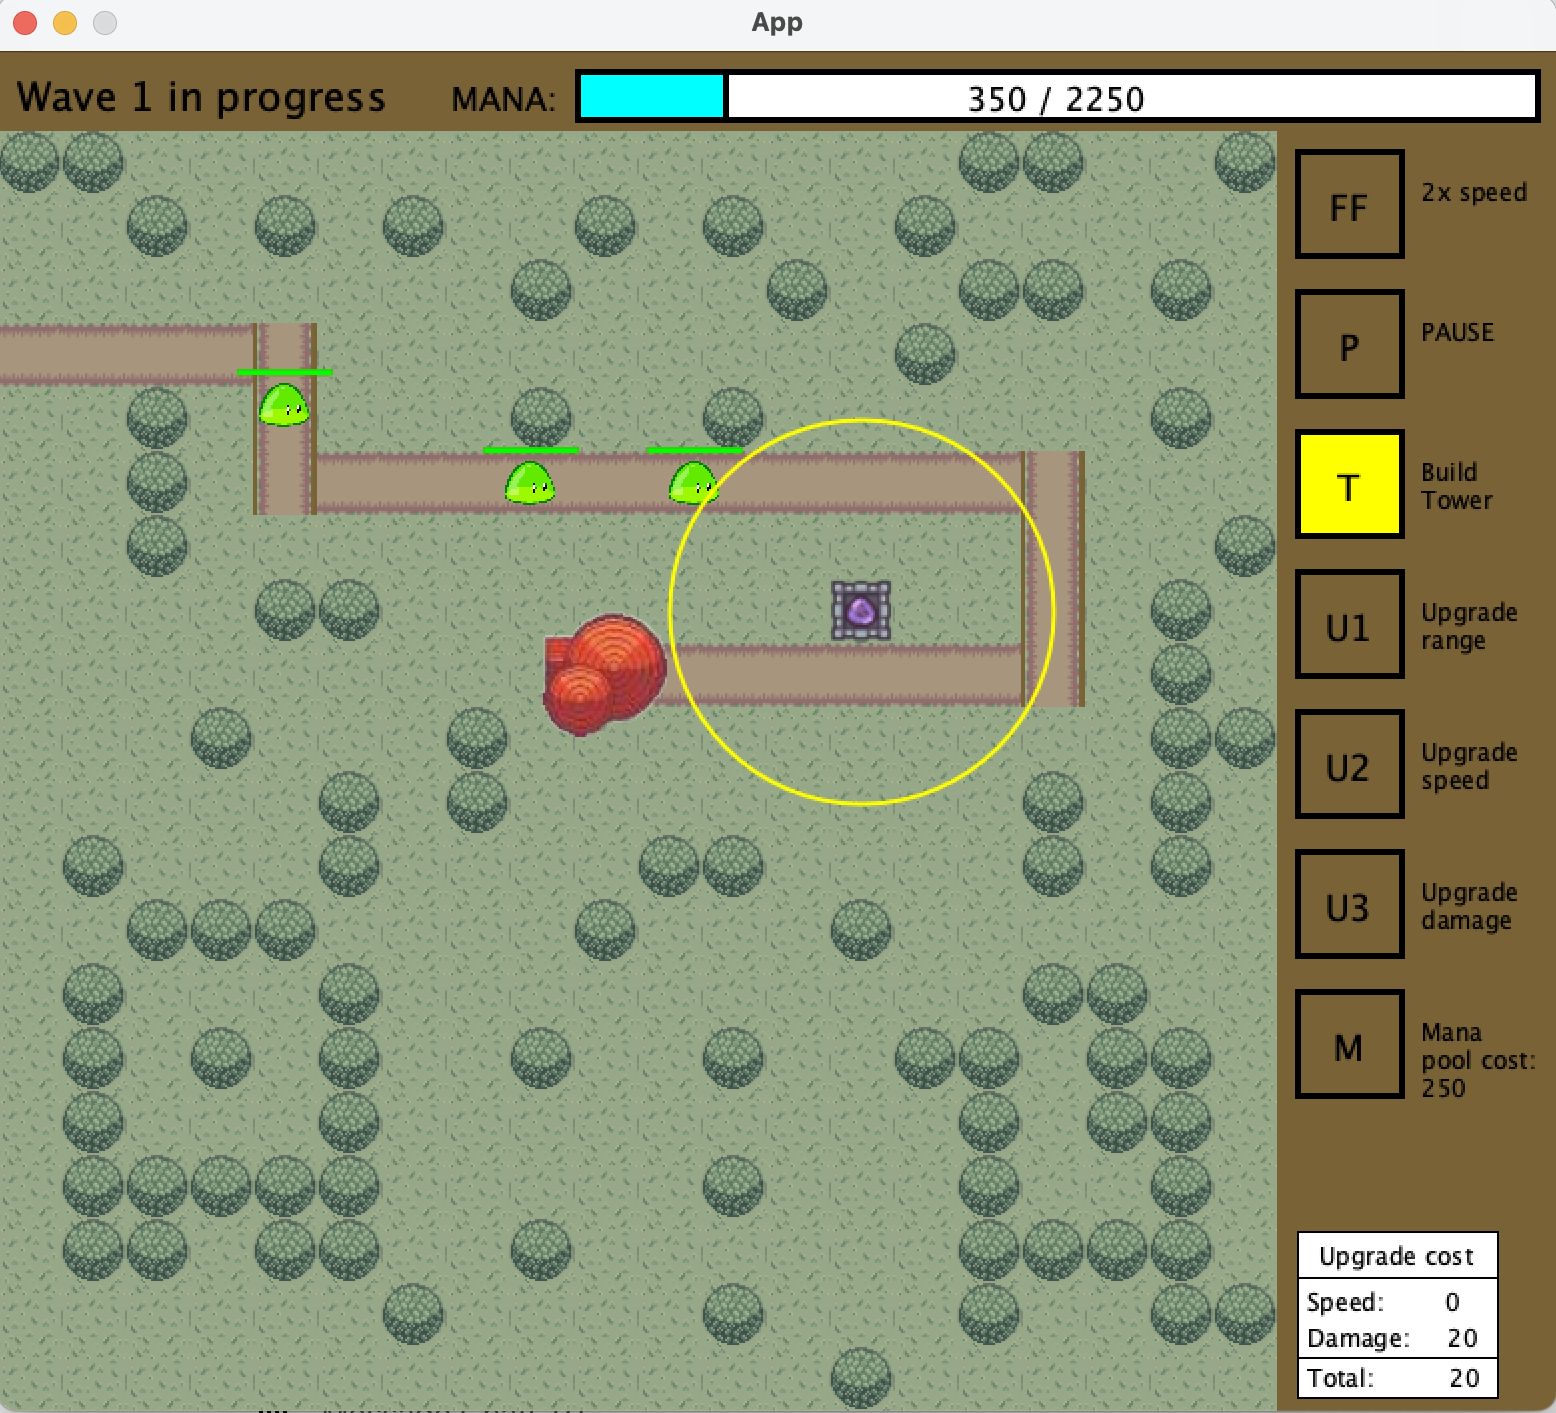 App
Wave 1 in progress
MANA:
350 / 2250
FF
2x speed
P
PAUSE
T
Build
Tower
U1
Upgrade
range
U2
Upgrade
speed
U3
Upgrade
damage
M
Mana
pool cost:
250
Upgrade cost
Speed: 0
Damage: 20
Total: 20